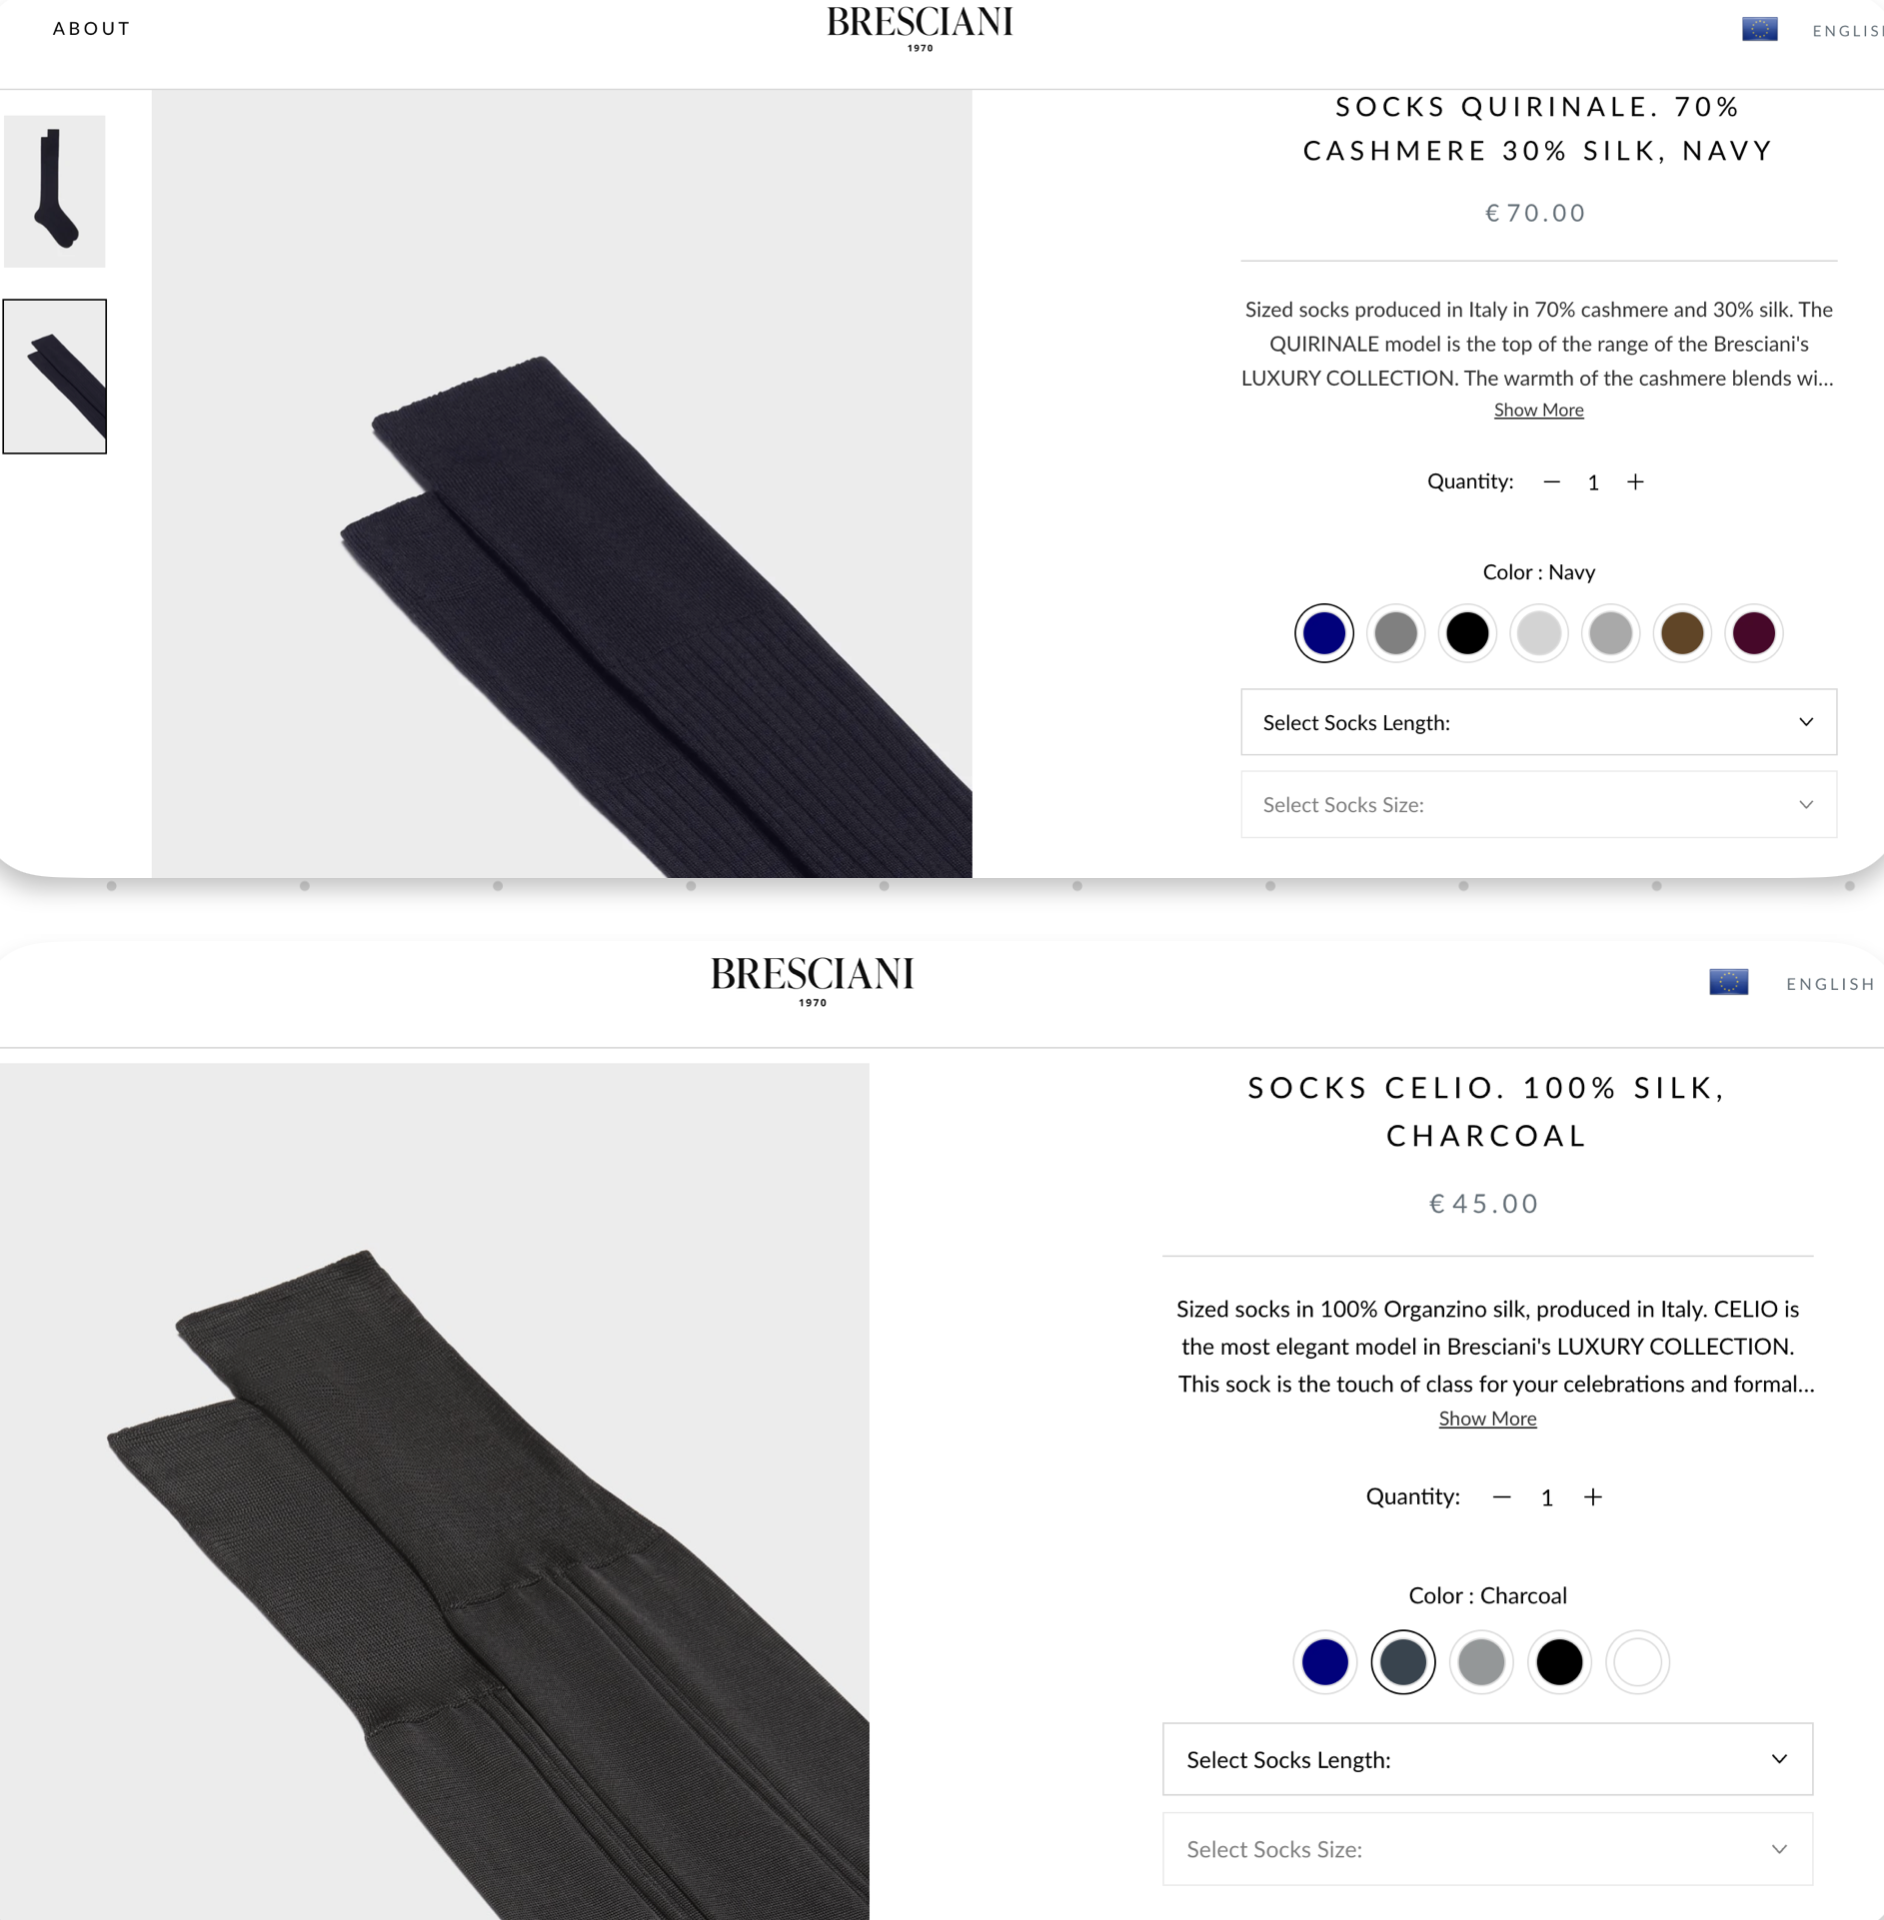 ABOUT
BRESCIANI
1970
ENGLIS
SOCKS QUIRINALE. 70%
CASHMERE 30% SILK, NAVY
€70.00
Sized socks produced in Italy in 70% cashmere and 30% silk. The
QUIRINALE model is the top of the range of the Bresciani's
LUXURY COLLECTION. The warmth of the cashmere blends wi...
Show More
Quantity: − 1 +
Color : Navy
Select Socks Length:
Select Socks Size:
BRESCIANI
1970
ENGLISH
SOCKS CELIO. 100% SILK,
CHARCOAL
€45.00
Sized socks in 100% Organzino silk, produced in Italy. CELIO is
the most elegant model in Bresciani's LUXURY COLLECTION.
This sock is the touch of class for your celebrations and formal...
Show More
Quantity: − 1 +
Color : Charcoal
Select Socks Length:
Select Socks Size: